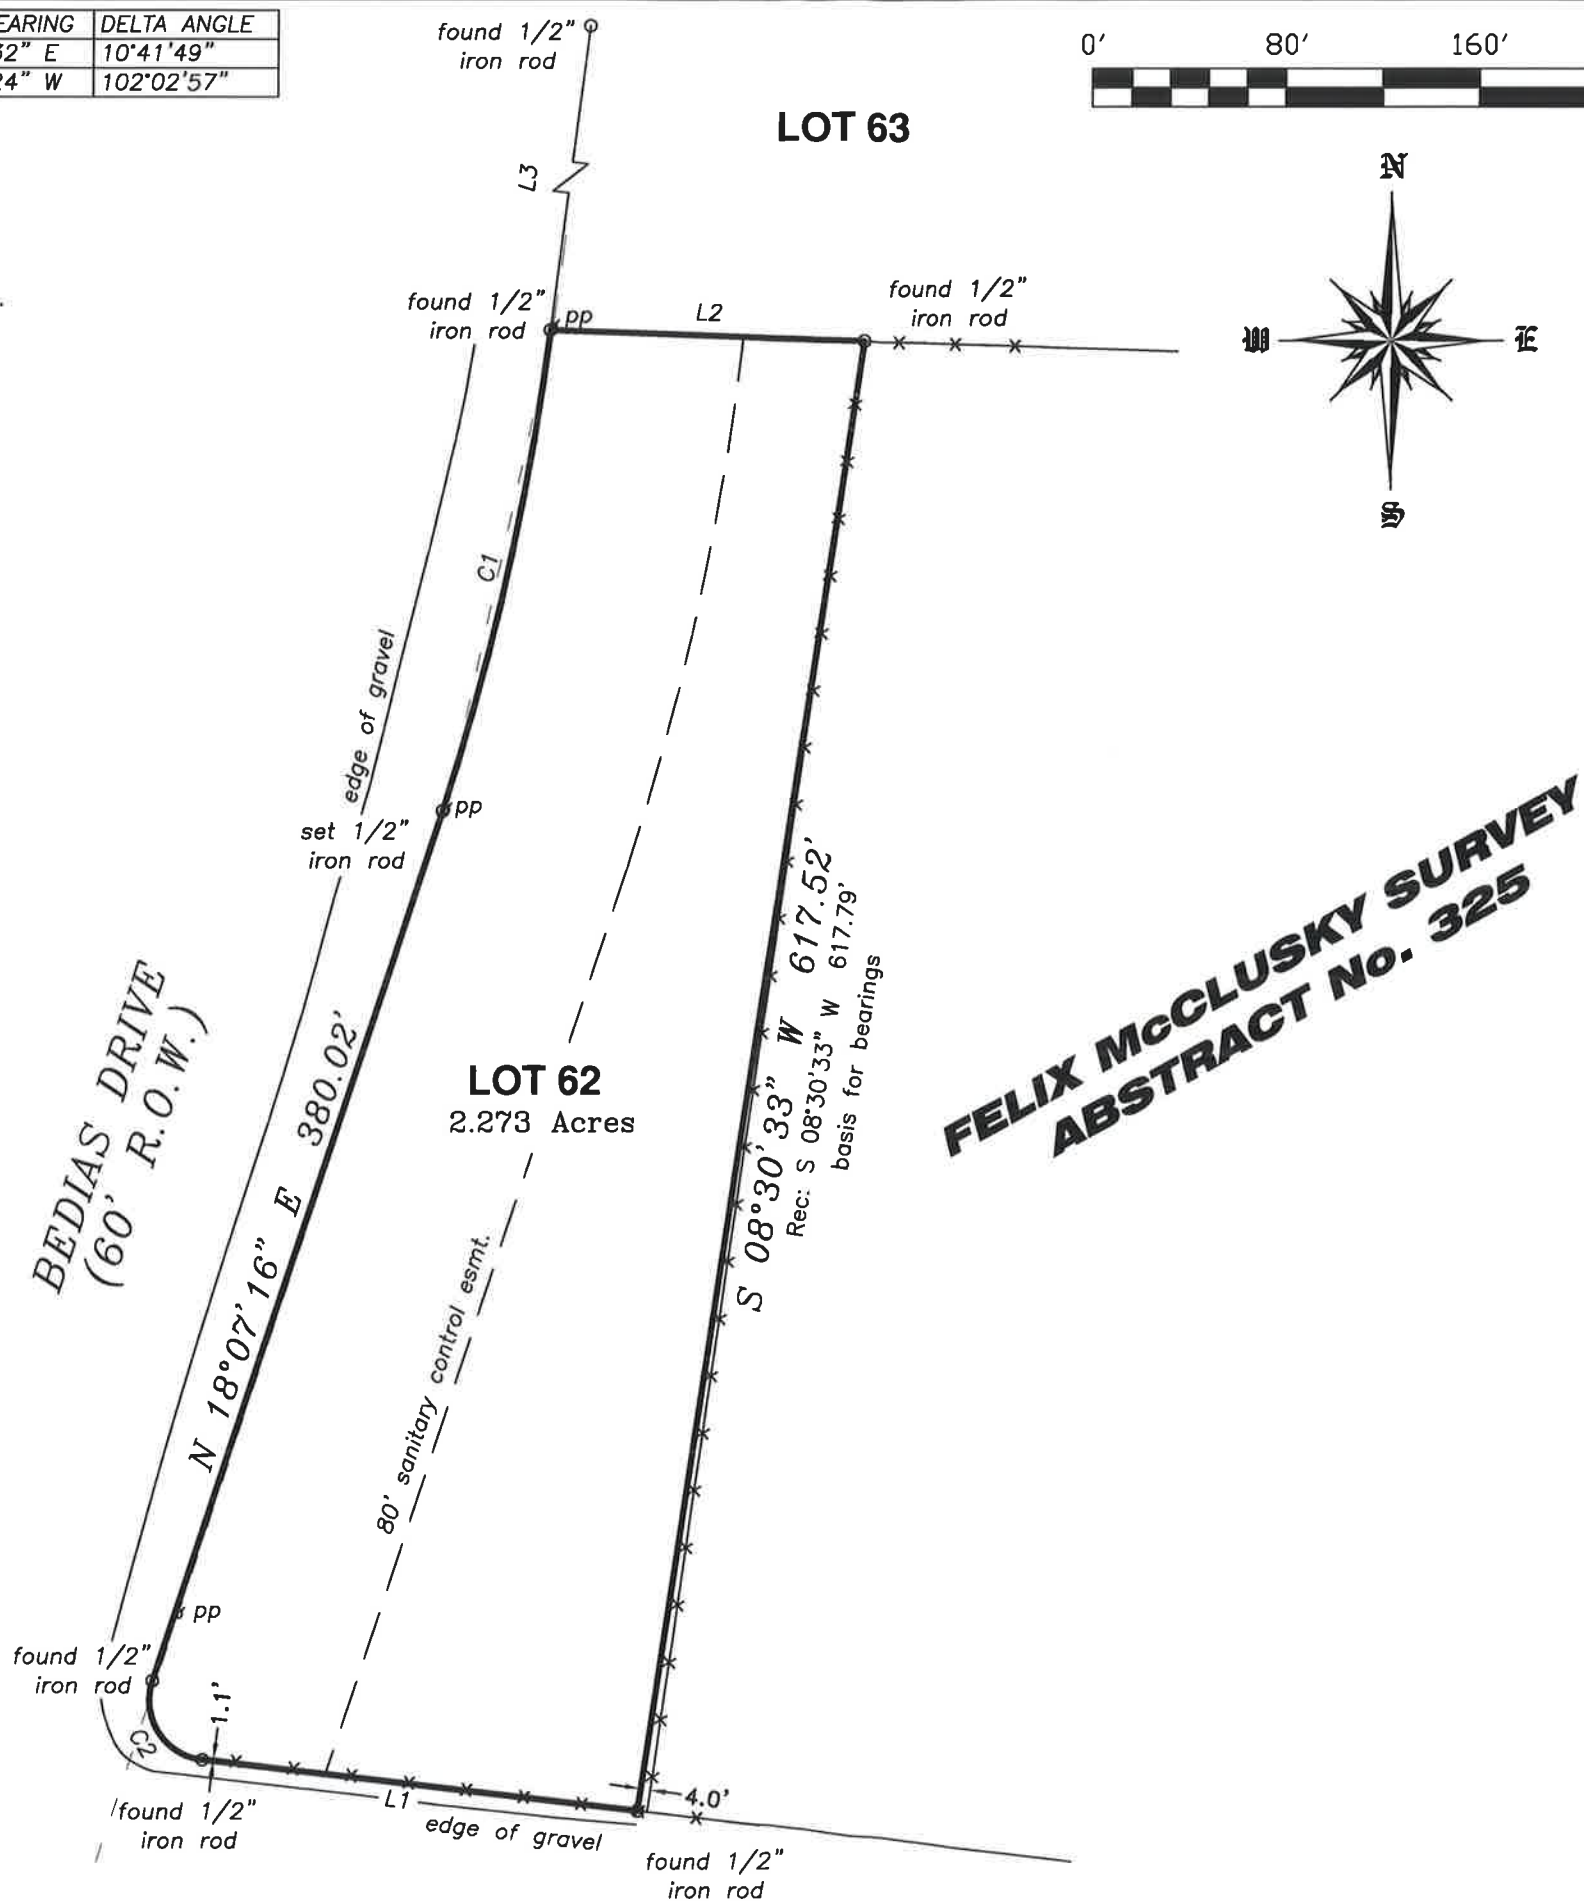 EARING DELTA ANGLE
32" E 10°41'49"
24" W 102°02'57"
found 1/2"
iron rod
0' 80' 160'
LOT 63
N
W E
S
L3
found 1/2"
iron rod
pp
L2
found 1/2"
iron rod
C1
edge of gravel
pp
set 1/2"
iron rod
S 08°30'33" W 617.52'
Rec: S 08°30'33" W 617.79'
basis for bearings
FELIX McCLUSKY SURVEY
ABSTRACT No. 325
BEDIAS DRIVE
(60' R.O.W.)
N 18°07'16" E 380.02'
LOT 62
2.273 Acres
80' sanitary control esmt.
pp
found 1/2"
iron rod
1.1'
C2
L1
4.0'
found 1/2"
iron rod
edge of gravel
found 1/2"
iron rod